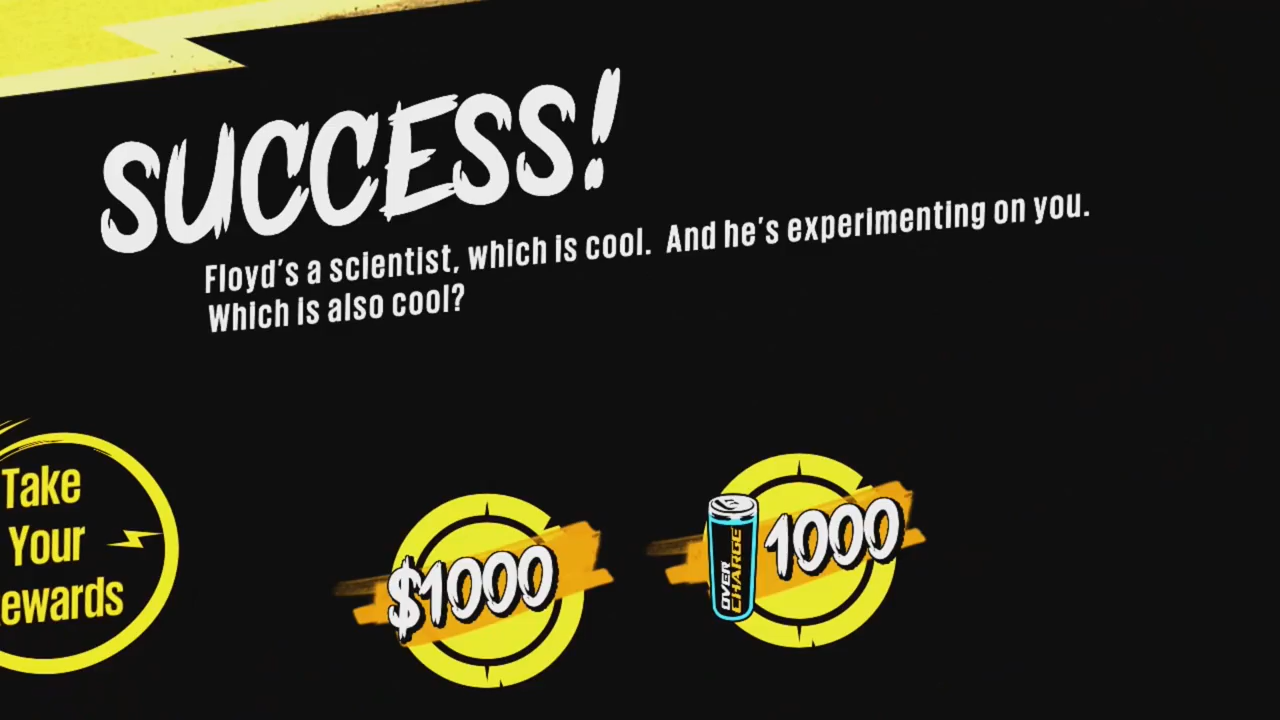 SUCCESS!
Floyd's a scientist, which is cool. And he's experimenting on you.
Which is also cool?
Take
Your
ewards
$1000
OVER
CHARGE
1000